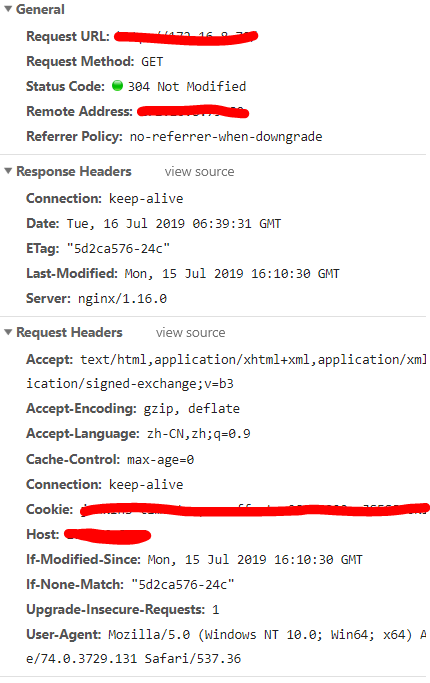 General
Request URL:
Request Method: GET
Status Code: 304 Not Modified
Remote Address:
Referrer Policy: no-referrer-when-downgrade
Response Headers view source
Connection: keep-alive
Date: Tue, 16 Jul 2019 06:39:31 GMT
ETag: "5d2ca576-24c"
Last-Modified: Mon, 15 Jul 2019 16:10:30 GMT
Server: nginx/1.16.0
Request Headers view source
Accept: text/html,application/xhtml+xml,application/xml
ication/signed-exchange;v=b3
Accept-Encoding: gzip, deflate
Accept-Language: zh-CN,zh;q=0.9
Cache-Control: max-age=0
Connection: keep-alive
Cookie:
Host:
If-Modified-Since: Mon, 15 Jul 2019 16:10:30 GMT
If-None-Match: "5d2ca576-24c"
Upgrade-Insecure-Requests: 1
User-Agent: Mozilla/5.0 (Windows NT 10.0; Win64; x64) A
e/74.0.3729.131 Safari/537.36